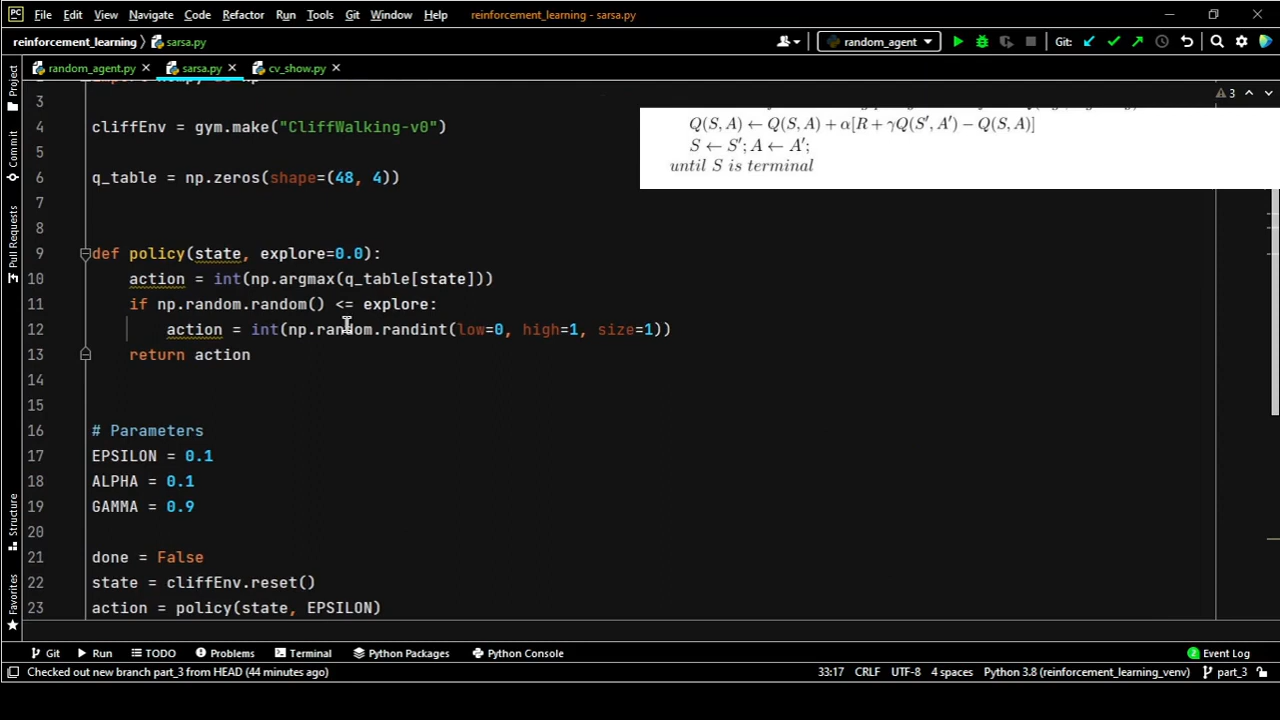 File Edit View Navigate Code Refactor Run Tools Git Window Help reinforcement_learning - sarsa.py
reinforcement_learning sarsa.py random_agent Git:
random_agent.py sarsa.py cv_show.py
Project
Commit
Pull Requests
Structure
Favorites
3
3
4 cliffEnv = gym.make("CliffWalking-v0")
5
6 q_table = np.zeros(shape=(48, 4))
7
8
9 def policy(state, explore=0.0):
10 action = int(np.argmax(q_table[state]))
11 if np.random.random() <= explore:
12 action = int(np.random.randint(low=0, high=1, size=1))
13 return action
14
15
16 # Parameters
17 EPSILON = 0.1
18 ALPHA = 0.1
19 GAMMA = 0.9
20
21 done = False
22 state = cliffEnv.reset()
23 action = policy(state, EPSILON)
Q(S, A) ← Q(S, A) + α[R + γQ(S′, A′) − Q(S, A)]
S ← S′; A ← A′;
until S is terminal
Git Run TODO Problems Terminal Python Packages Python Console 2 Event Log
Checked out new branch part_3 from HEAD (44 minutes ago) 33:17 CRLF UTF-8 4 spaces Python 3.8 (reinforcement_learning_venv) part_3